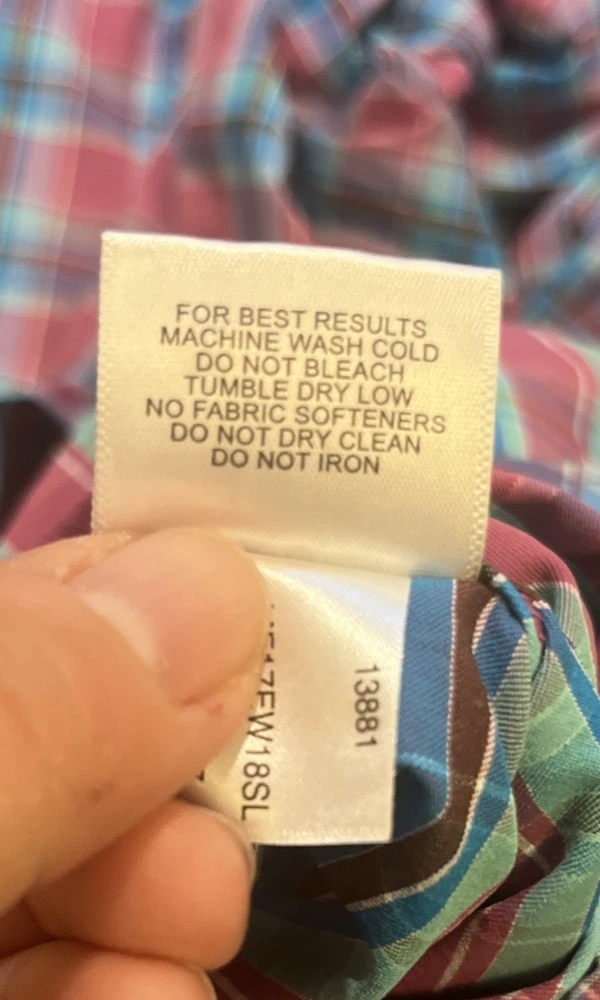 FOR BEST RESULTS
MACHINE WASH COLD
DO NOT BLEACH
TUMBLE DRY LOW
NO FABRIC SOFTENERS
DO NOT DRY CLEAN
DO NOT IRON
13881